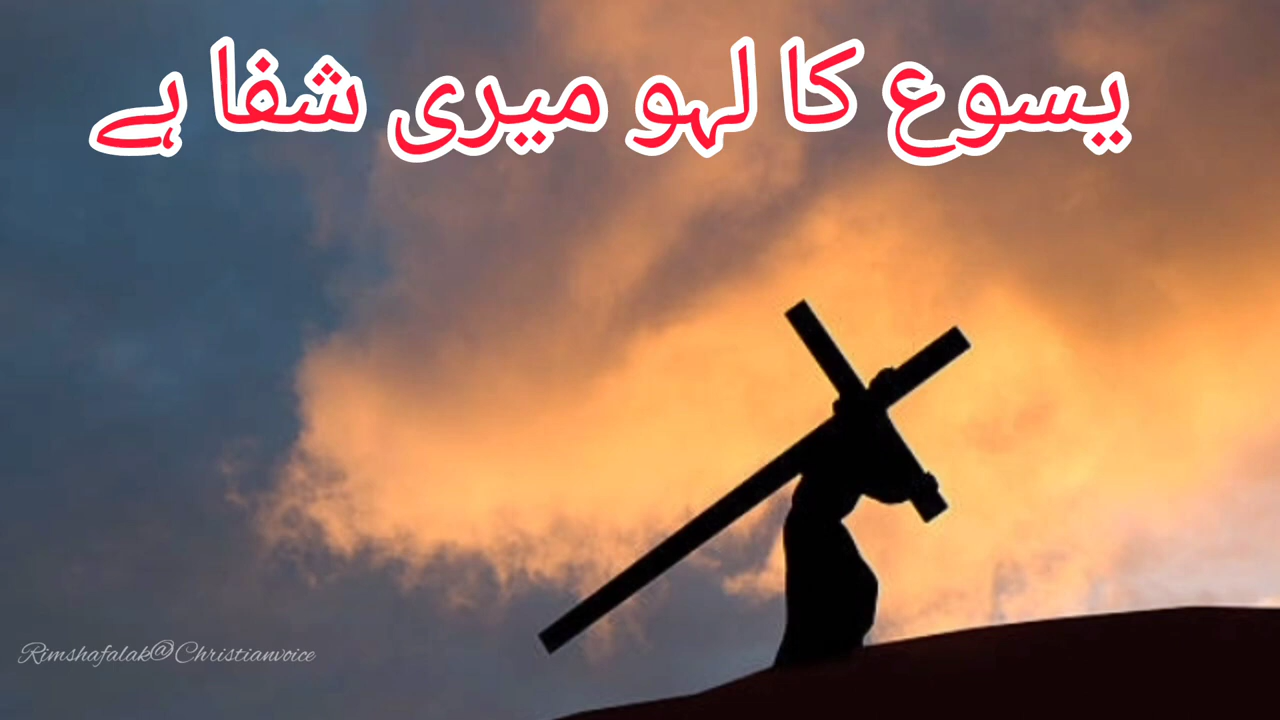 یسوع کا لہو میری شفا ہے
Rimshafalak@Christianvoice